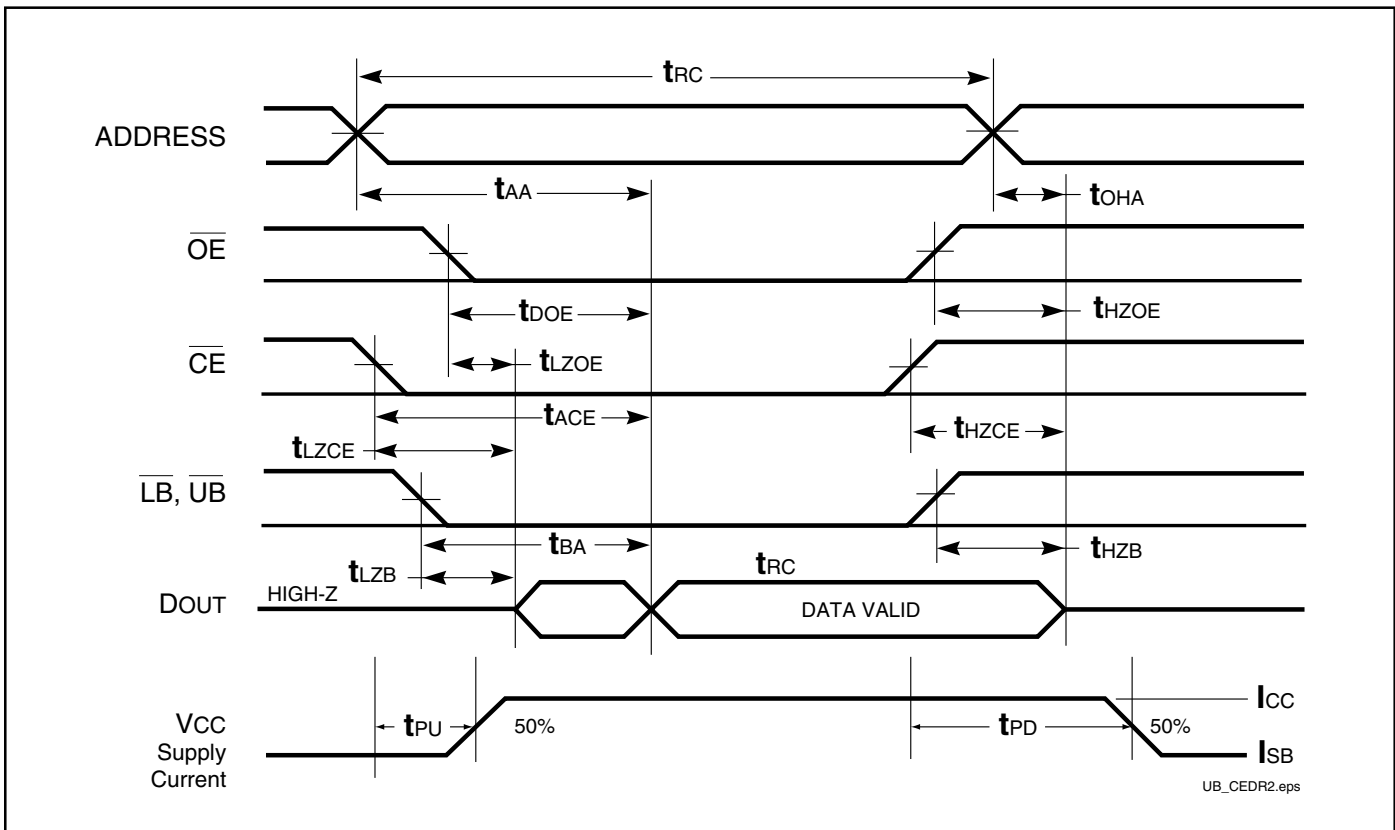 tRC
ADDRESS
tAA
tOHA
OE
tDOE
tHZOE
CE
tLZOE
tACE
tHZCE
tLZCE
LB, UB
tBA
tHZB
tLZB
tRC
DOUT
HIGH-Z
DATA VALID
ICC
VCC
Supply
Current
tPU
50%
tPD
50%
ISB
UB_CEDR2.eps